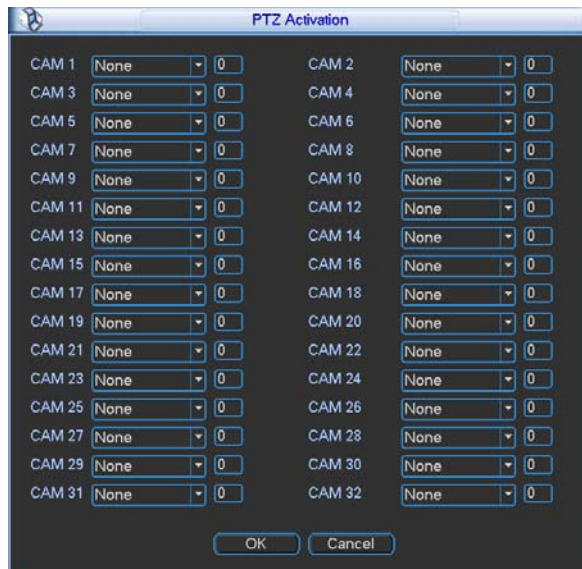 PTZ Activation
CAM 1 None 0 CAM 2 None 0
CAM 3 None 0 CAM 4 None 0
CAM 5 None 0 CAM 6 None 0
CAM 7 None 0 CAM 8 None 0
CAM 9 None 0 CAM 10 None 0
CAM 11 None 0 CAM 12 None 0
CAM 13 None 0 CAM 14 None 0
CAM 15 None 0 CAM 16 None 0
CAM 17 None 0 CAM 18 None 0
CAM 19 None 0 CAM 20 None 0
CAM 21 None 0 CAM 22 None 0
CAM 23 None 0 CAM 24 None 0
CAM 25 None 0 CAM 26 None 0
CAM 27 None 0 CAM 28 None 0
CAM 29 None 0 CAM 30 None 0
CAM 31 None 0 CAM 32 None 0
OK Cancel